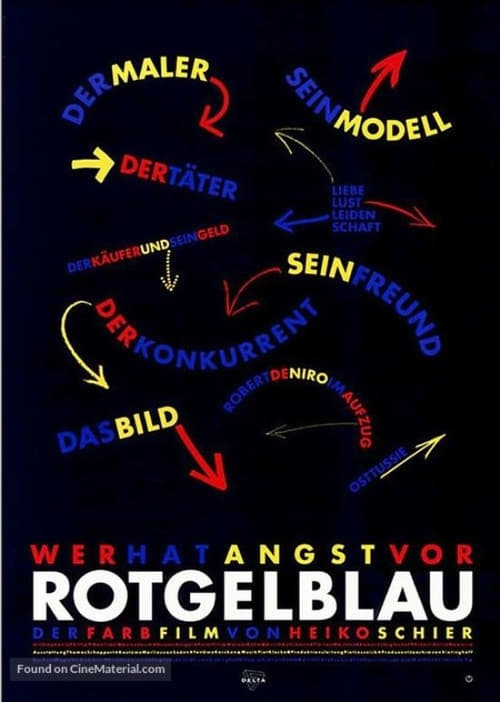 DERMALER
SEINMODELL
DERTÄTER
LIEBE
LUST
LEIDEN
SCHAFT
DERKÄUFERUNDSEINGELD
SEINFREUND
DERKONKURRENT
ROBERTDENIROIMAUFZUG
DASBILD
OSTTUSSIE
WERHATANGSTVOR
ROTGELBLAU
DERFARBFILMVONHEIKOSCHIER
DELTA
Found on CineMaterial.com